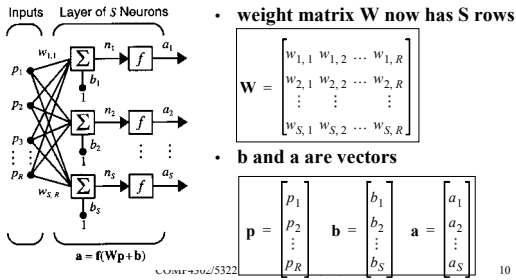 Inputs Layer of S Neurons
w1,1 n1 a1
p1 Σ f
b1
1
p2 n2 a2
Σ f
p3 b2
1
⋮ ⋮ ⋮ ⋮
pR nS aS
Σ f
wS, R bS
1
a = f(Wp+b)
• weight matrix W now has S rows
W = [w1, 1 w1, 2 … w1, R
w2, 1 w2, 2 … w2, R
⋮ ⋮ ⋮
wS, 1 wS, 2 … wS, R]
• b and a are vectors
p = [p1 p2 ⋮ pR] b = [b1 b2 ⋮ bS] a = [a1 a2 ⋮ aS]
COMP4302/5322
10